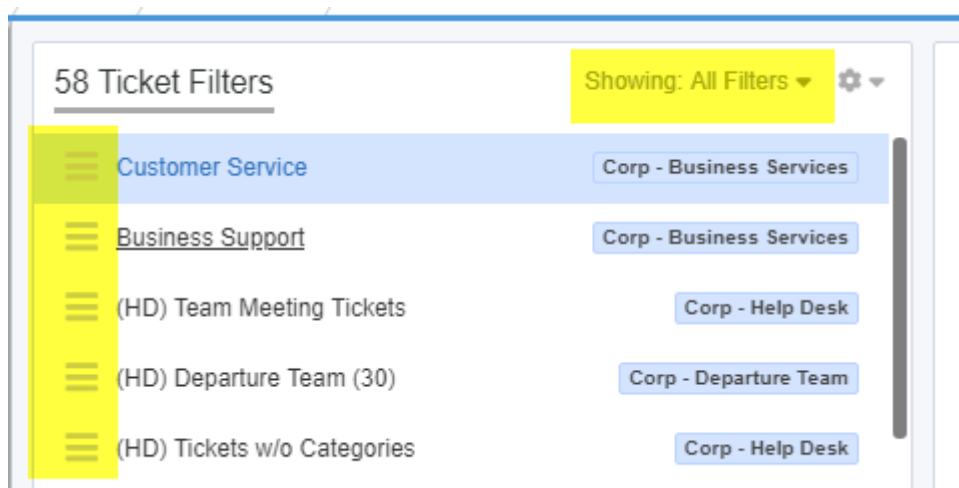 58 Ticket Filters Showing: All Filters
Customer Service Corp - Business Services
Business Support Corp - Business Services
(HD) Team Meeting Tickets Corp - Help Desk
(HD) Departure Team (30) Corp - Departure Team
(HD) Tickets w/o Categories Corp - Help Desk